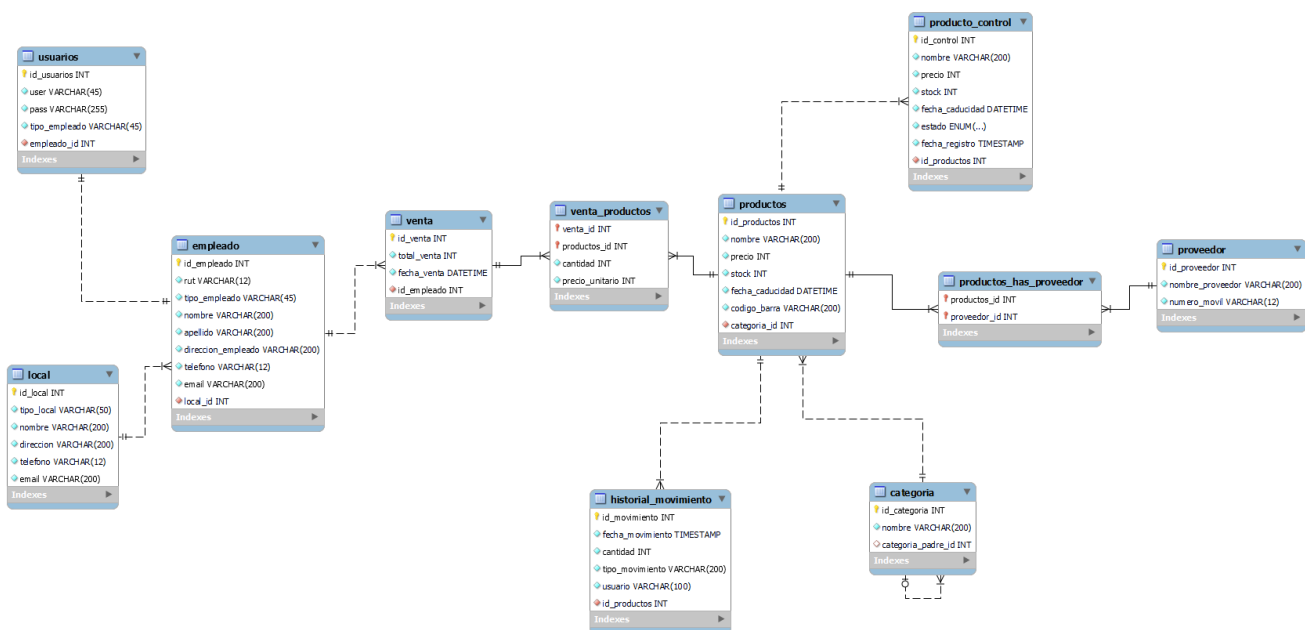 usuarios
id_usuarios INT
user VARCHAR(45)
pass VARCHAR(255)
tipo_empleado VARCHAR(45)
empleado_id INT
Indexes
local
id_local INT
tipo_local VARCHAR(50)
nombre VARCHAR(200)
direccion VARCHAR(200)
telefono VARCHAR(12)
email VARCHAR(200)
Indexes
empleado
id_empleado INT
rut VARCHAR(12)
tipo_empleado VARCHAR(45)
nombre VARCHAR(200)
apellido VARCHAR(200)
direccion_empleado VARCHAR(200)
telefono VARCHAR(12)
email VARCHAR(200)
local_id INT
Indexes
venta
id_venta INT
total_venta INT
fecha_venta DATETIME
id_empleado INT
Indexes
venta_productos
venta_id INT
productos_id INT
cantidad INT
precio_unitario INT
Indexes
productos
id_productos INT
nombre VARCHAR(200)
precio INT
stock INT
fecha_caducidad DATETIME
codigo_barra VARCHAR(200)
categoria_id INT
Indexes
producto_control
id_control INT
nombre VARCHAR(200)
precio INT
stock INT
fecha_caducidad DATETIME
estado ENUM(...)
fecha_registro TIMESTAMP
id_productos INT
Indexes
productos_has_proveedor
productos_id INT
proveedor_id INT
Indexes
proveedor
id_proveedor INT
nombre_proveedor VARCHAR(200)
numero_movil VARCHAR(12)
Indexes
historial_movimiento
id_movimiento INT
fecha_movimiento TIMESTAMP
cantidad INT
tipo_movimiento VARCHAR(200)
usuario VARCHAR(100)
id_productos INT
Indexes
categoria
id_categoria INT
nombre VARCHAR(200)
categoria_padre_id INT
Indexes